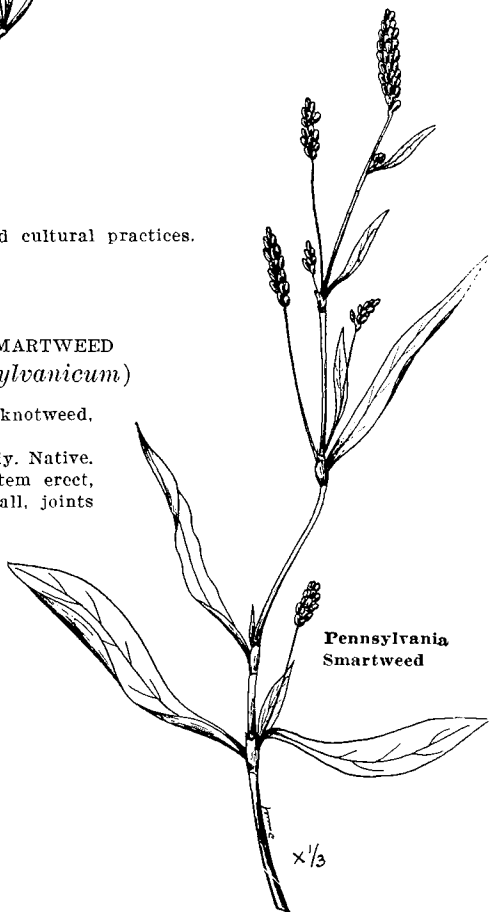 d cultural practices.
MARTWEED
ylvanicum)
knotweed,
y. Native.
tem erect,
all, joints
Pennsylvania
Smartweed
x 1/3